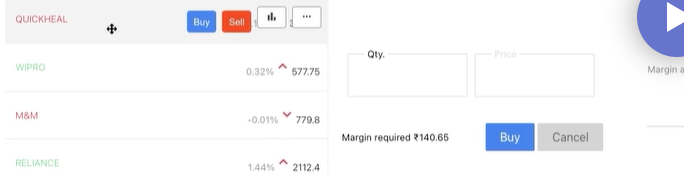 QUICKHEAL Buy Sell
WIPRO 0.32% 577.75
M&M -0.01% 779.8
RELIANCE 1.44% 2112.4
Qty. Price
Margin required ₹140.65 Buy Cancel
Margin a